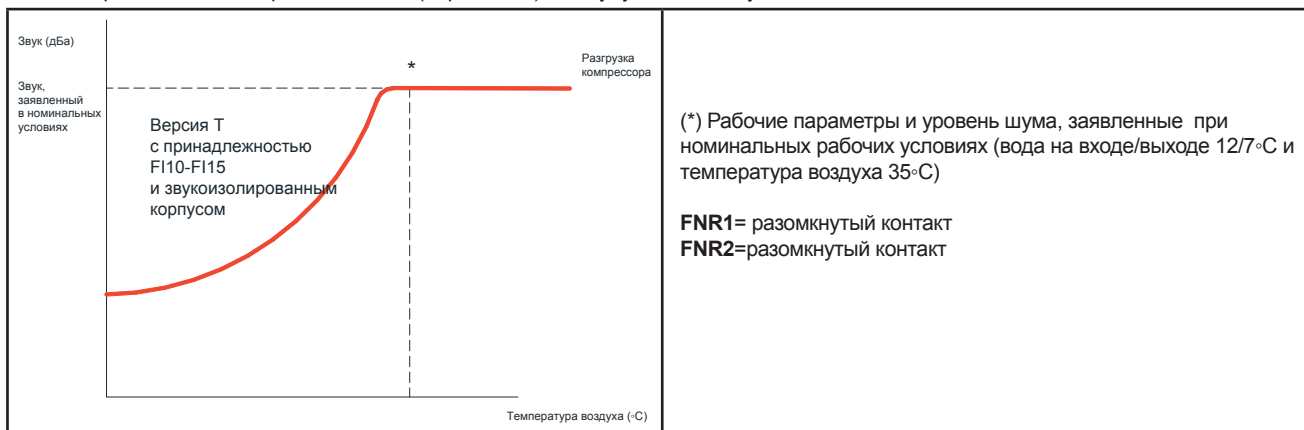 Звук (дБа)
Звук,
заявленный
в номинальных
условиях
*
Разгрузка
компрессора
Версия Т
с принадлежностью
FI10-FI15
и звукоизолированным
корпусом
Температура воздуха (◦С)
(*) Рабочие параметры и уровень шума, заявленные при
номинальных рабочих условиях (вода на входе/выходе 12/7◦С и
температура воздуха 35◦С)
FNR1= разомкнутый контакт
FNR2=разомкнутый контакт